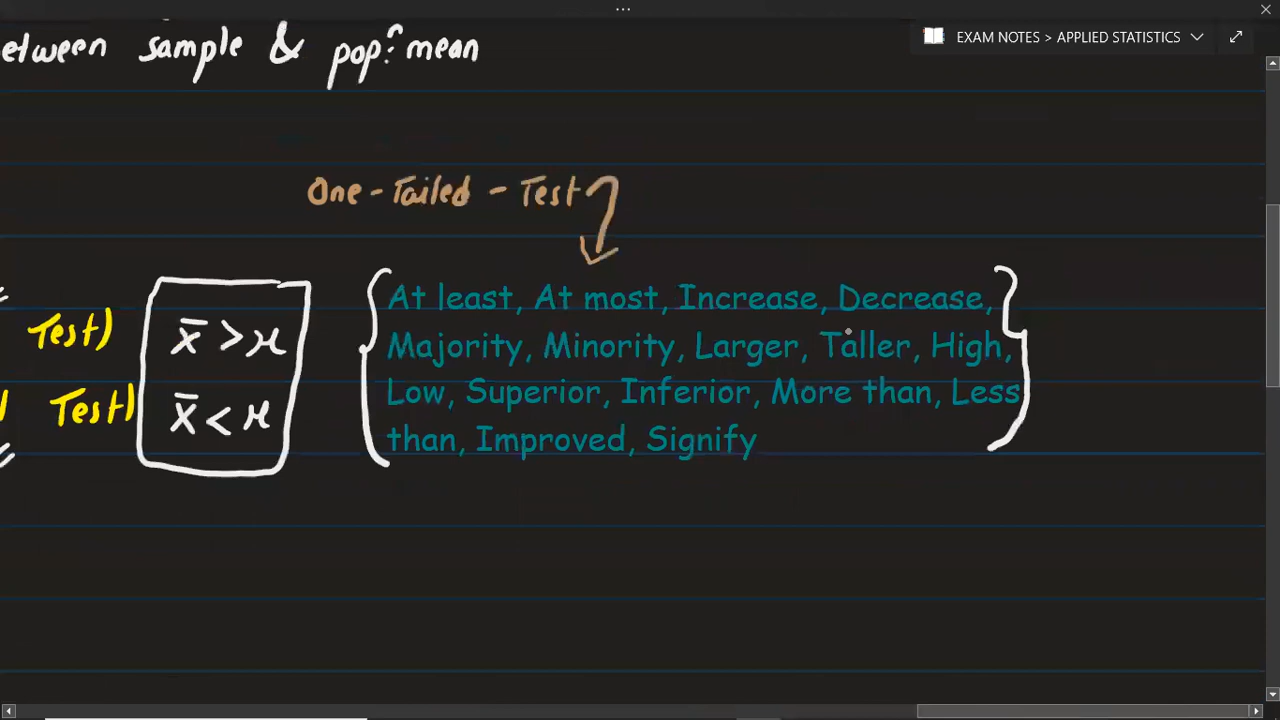 etween sample & popⁿ mean
EXAM NOTES > APPLIED STATISTICS
One-Tailed-Test
Test) x̄ > μ
Test) x̄ < μ
At least, At most, Increase, Decrease,
Majority, Minority, Larger, Taller, High,
Low, Superior, Inferior, More than, Less
than, Improved, Signify